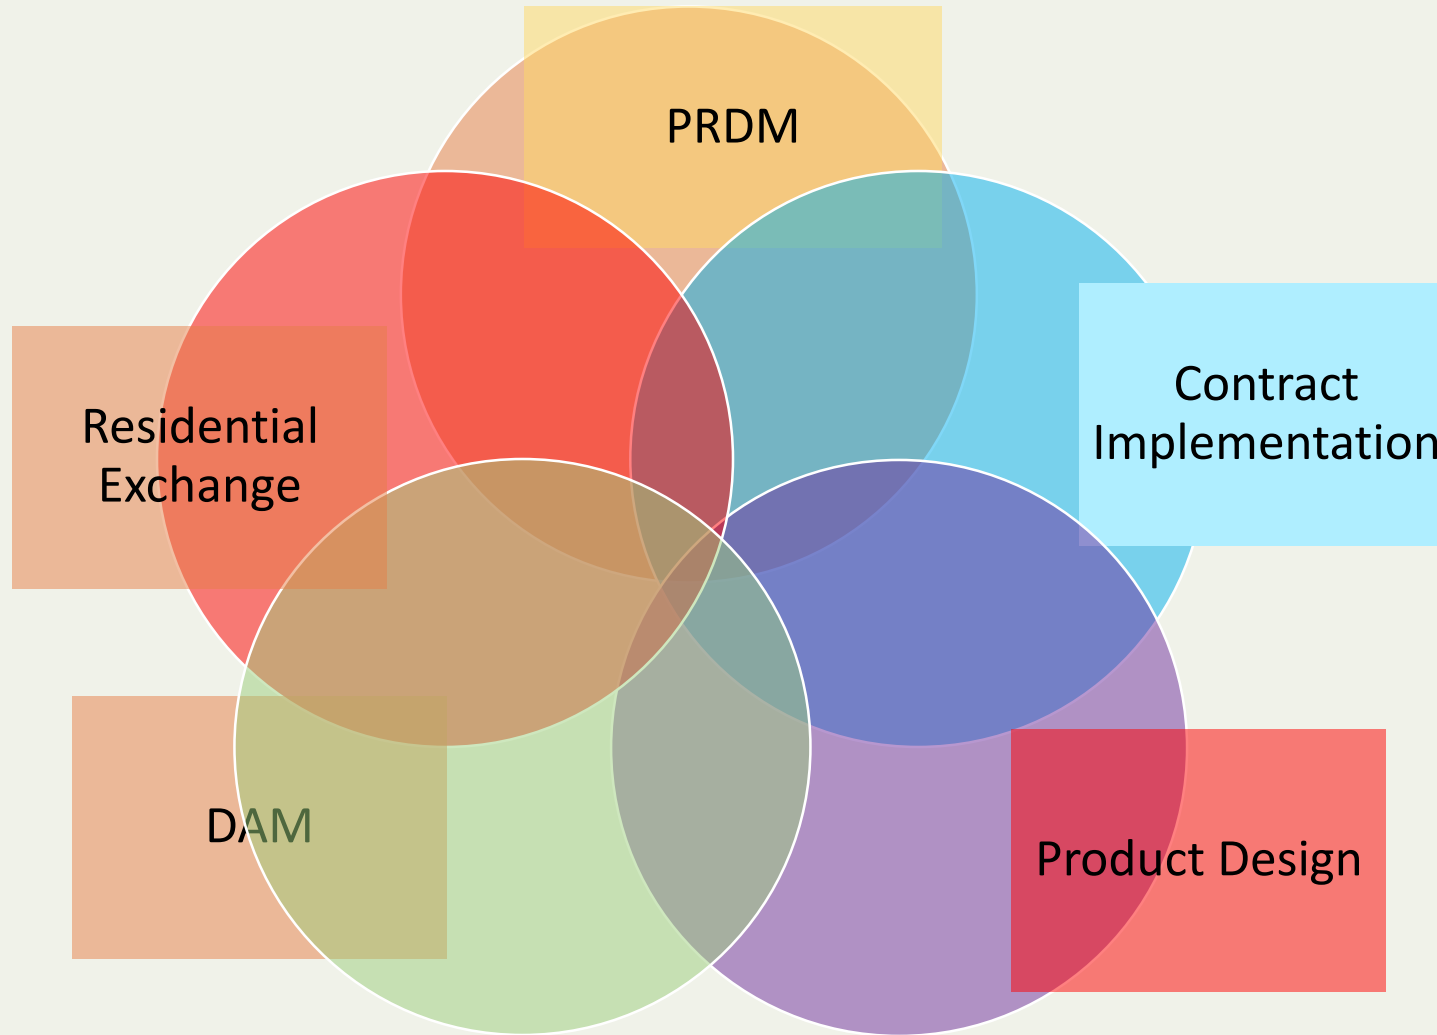 PRDM
Contract
Implementation
Residential
Exchange
DAM
Product Design